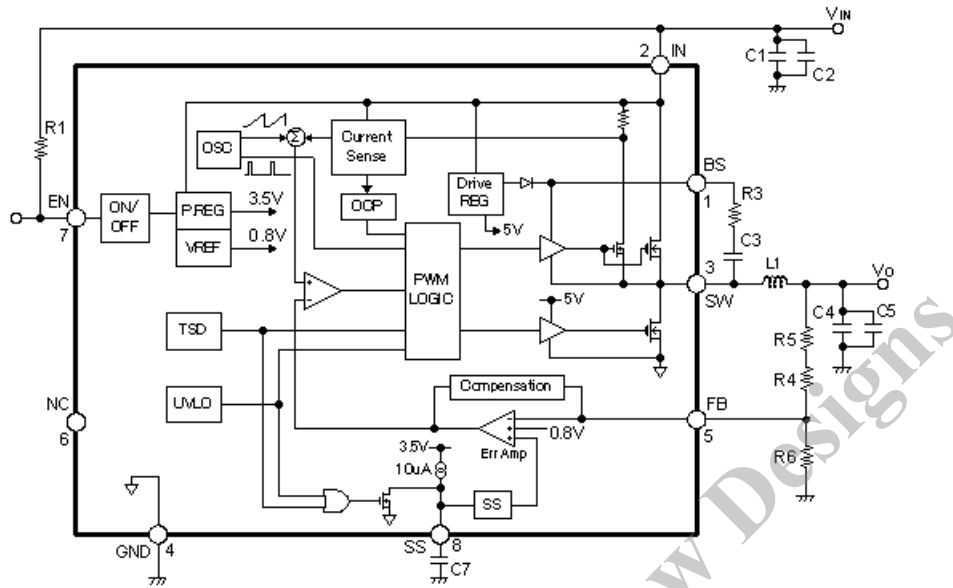 VIN
2 IN
C1
C2
R1
OSC
Σ
Current
Sense
BS
1
Drive
REG
R3
EN
7
ON/
OFF
P.REG
3.5V
VREF
0.8V
OCP
5V
C3
PWM
LOGIC
3
SW
L1
Vo
+
-
5V
C4
C5
TSD
R5
Compensation
R4
NC
6
UVLO
FB
5
-
+
+
0.8V
Err Amp
3.5V
10uA
R6
SS
GND
4
SS
8
C7
w Designs